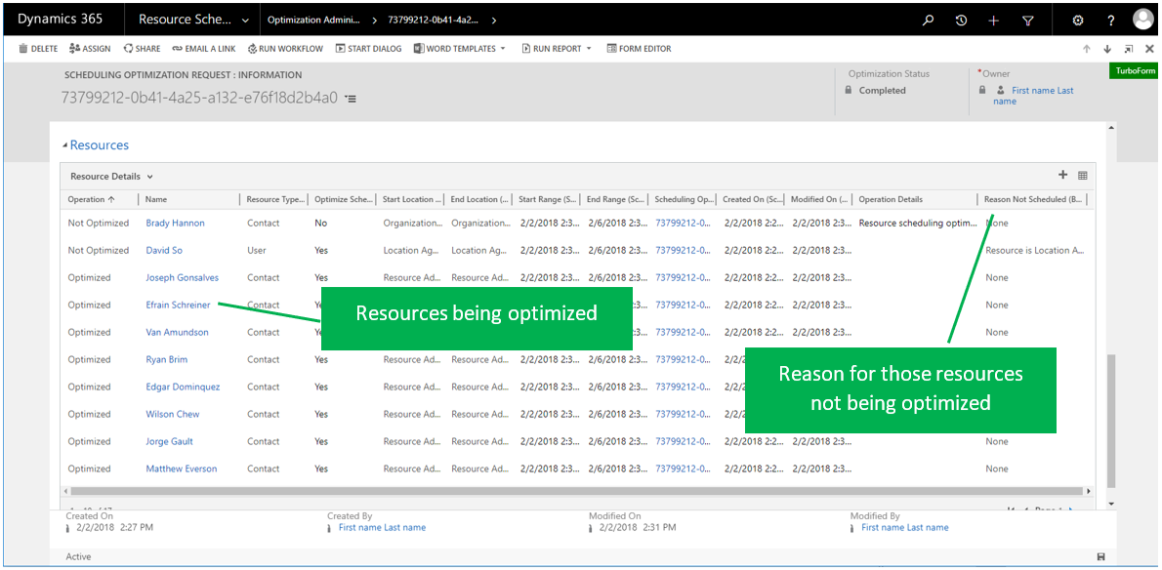 Dynamics 365 Resource Sche... Optimization Admini... > 73799212-0b41-4a2... > ?
DELETE ASSIGN SHARE EMAIL A LINK RUN WORKFLOW START DIALOG WORD TEMPLATES RUN REPORT FORM EDITOR
TurboForm
SCHEDULING OPTIMIZATION REQUEST : INFORMATION
73799212-0b41-4a25-a132-e76f18d2b4a0
Optimization Status
Completed
*Owner
First name Last
name
Resources
Resource Details
Operation ↑ Name Resource Type... Optimize Sche... Start Location ... End Location (... Start Range (S... End Range (Sc... Scheduling Op... Created On (Sc... Modified On (... Operation Details Reason Not Scheduled (B...
Not Optimized Brady Hannon Contact No Organization... Organization... 2/2/2018 2:3... 2/6/2018 2:3... 73799212-0... 2/2/2018 2:2... 2/2/2018 2:3... Resource scheduling optim... None
Not Optimized David So User Yes Location Ag... Location Ag... 2/2/2018 2:3... 2/6/2018 2:3... 73799212-0... 2/2/2018 2:2... 2/2/2018 2:3... Resource is Location A...
Optimized Joseph Gonsalves Contact Yes Resource Ad... Resource Ad... 2/2/2018 2:3... 2/6/2018 2:3... 73799212-0... 2/2/2018 2:2... 2/2/2018 2:3... None
Optimized Efrain Schreiner Contact 73799212-0... 2/2/2018 2:2... 2/2/2018 2:3... None
Resources being optimized
Optimized Van Amundson Contact 73799212-0... 2/2/2018 2:2... 2/2/2018 2:3... None
Optimized Ryan Brim Contact Yes Resource Ad... Resource Ad... 2/2/2018 2:3... 2/6/2018 2:3... 73799212-0...
Reason for those resources
not being optimized
Optimized Edgar Dominquez Contact Yes Resource Ad... Resource Ad... 2/2/2018 2:3... 2/6/2018 2:3... 73799212-0...
Optimized Wilson Chew Contact Yes Resource Ad... Resource Ad... 2/2/2018 2:3... 2/6/2018 2:3... 73799212-0...
Optimized Jorge Gault Contact Yes Resource Ad... Resource Ad... 2/2/2018 2:3... 2/6/2018 2:3... 73799212-0... 2/2/2018 2:2... 2/2/2018 2:3... None
Optimized Matthew Everson Contact Yes Resource Ad... Resource Ad... 2/2/2018 2:3... 2/6/2018 2:3... 73799212-0... 2/2/2018 2:2... 2/2/2018 2:3... None
Created On Created By Modified On Modified By
2/2/2018 2:27 PM First name Last name 2/2/2018 2:31 PM First name Last name
Active